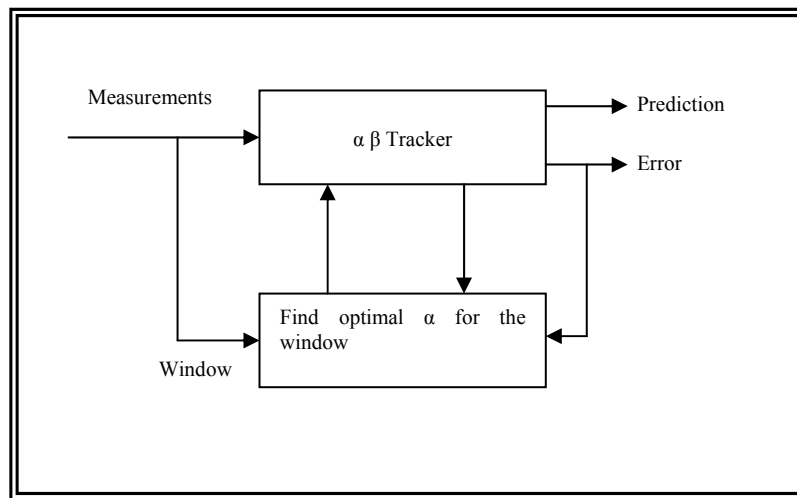 Measurements
Prediction
α β Tracker
Error
Find optimal α for the
window
Window